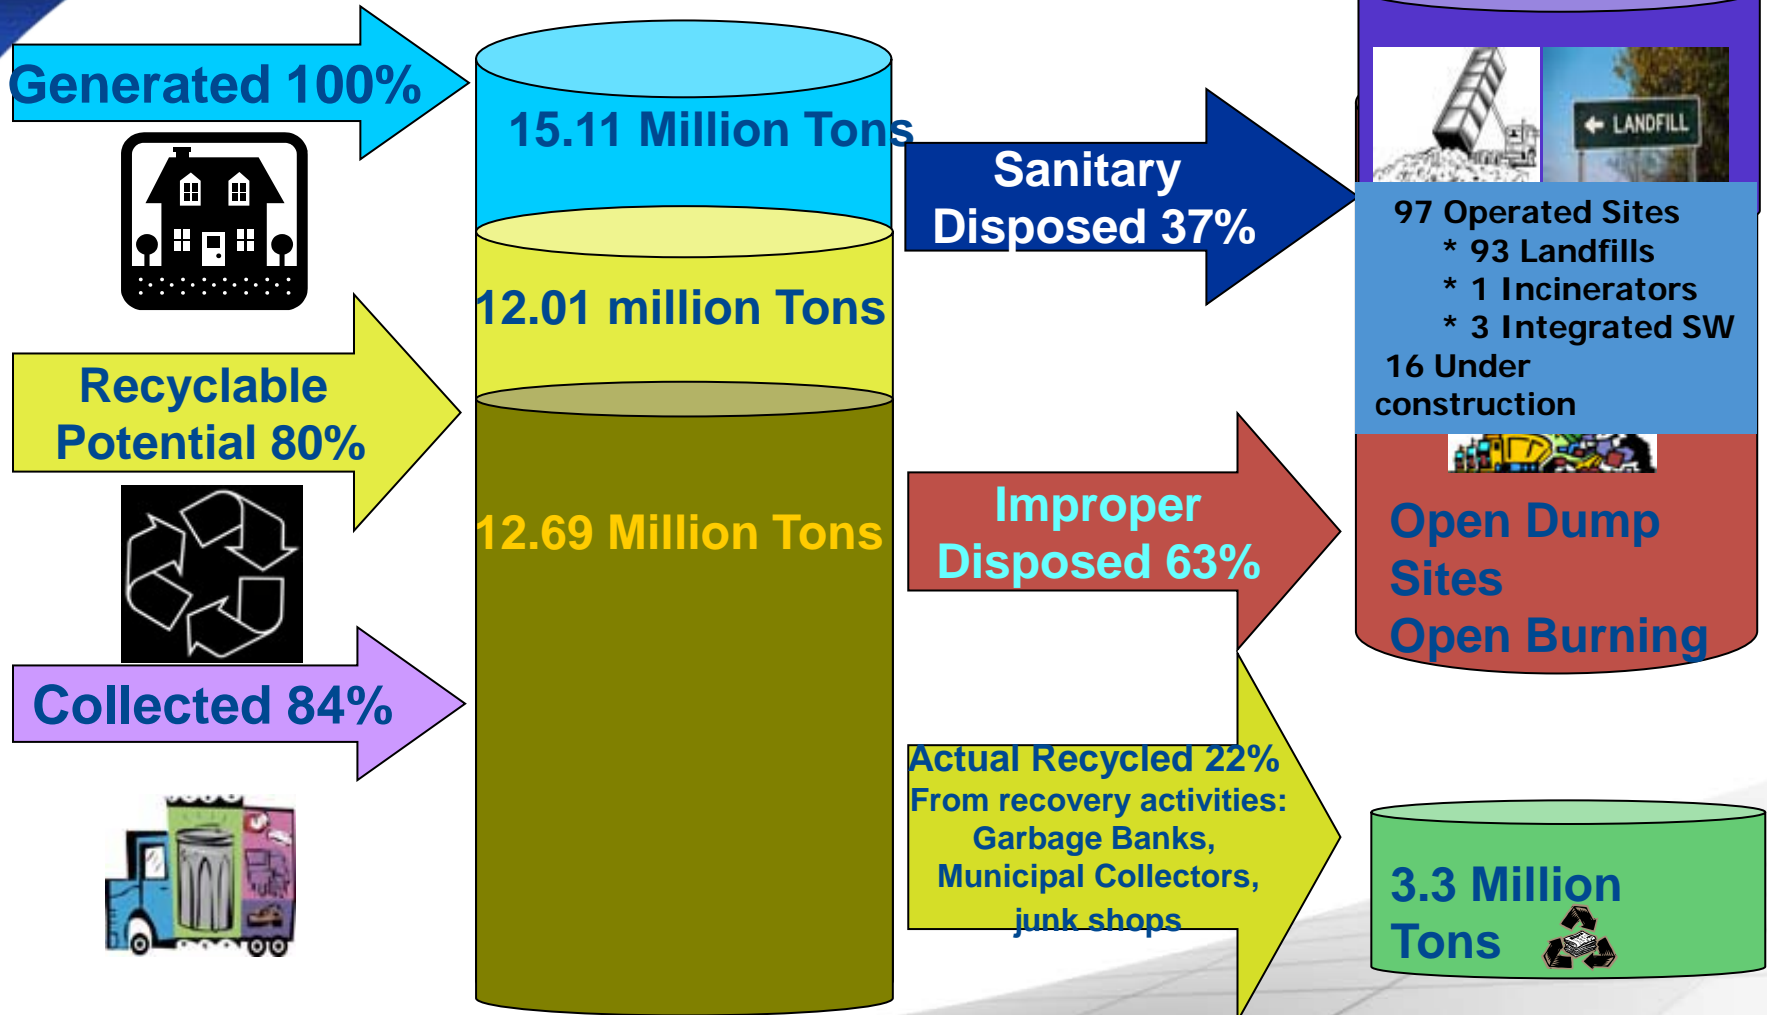 Generated 100%
Recyclable
Potential 80%
Collected 84%
15.11 Million Tons
12.01 million Tons
12.69 Million Tons
Sanitary
Disposed 37%
Improper
Disposed 63%
Actual Recycled 22%
From recovery activities:
Garbage Banks,
Municipal Collectors,
junk shops
← LANDFILL
97 Operated Sites
* 93 Landfills
* 1 Incinerators
* 3 Integrated SW
16 Under
construction
Open Dump
Sites
Open Burning
3.3 Million
Tons